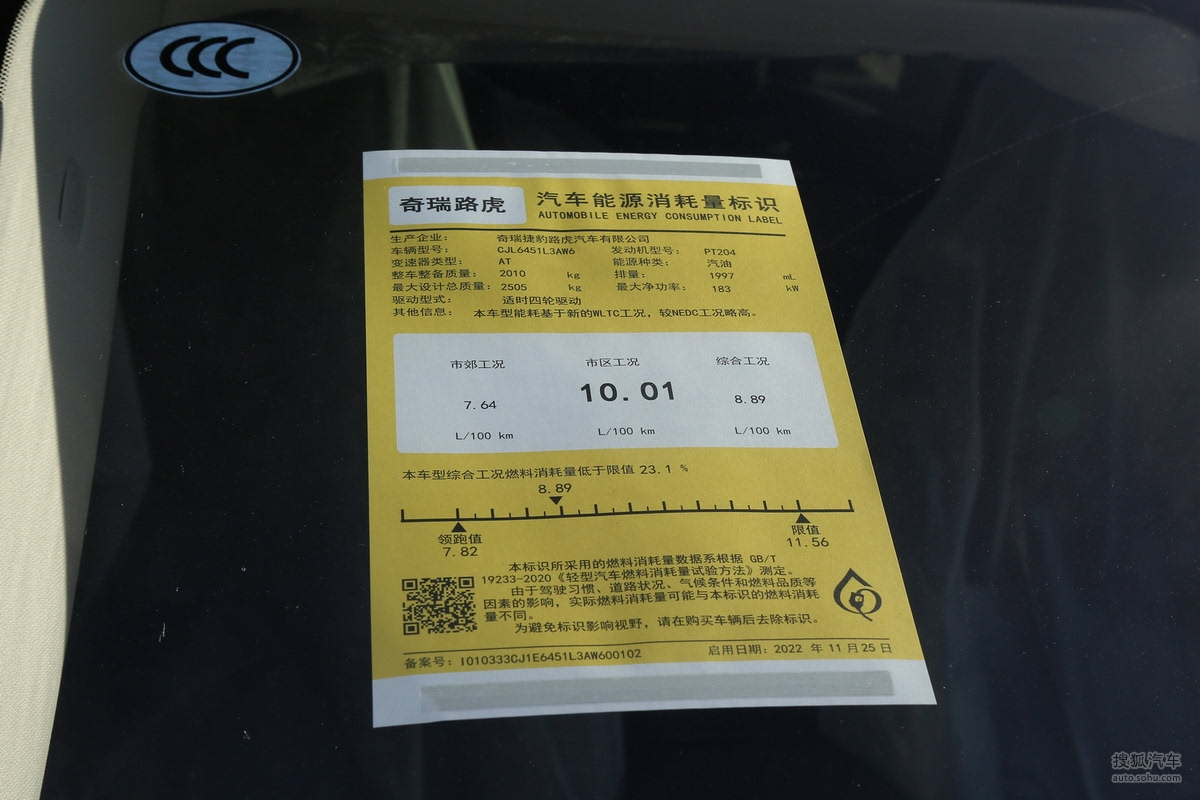 CCC
奇瑞路虎
汽车能源消耗量标识
AUTOMOBILE ENERGY CONSUMPTION LABEL
生产企业： 奇瑞捷豹路虎汽车有限公司
车辆型号： CJL6451L3AW6 发动机型号： PT204
变速器类型： AT 能源种类： 汽油
整车整备质量： 2010 kg 排量： 1997 mL
最大设计总质量： 2505 kg 最大净功率： 183 kW
驱动型式： 适时四轮驱动
其他信息： 本车型能耗基于新的WLTC工况，较NEDC工况略高。
市郊工况 市区工况 综合工况
7.64 10.01 8.89
L/100 km L/100 km L/100 km
本车型综合工况燃料消耗量低于限值 23.1 %
8.89
领跑值 限值
7.82 11.56
本标识所采用的燃料消耗量数据系根据 GB/T
19233-2020《轻型汽车燃料消耗量试验方法》测定。
由于驾驶习惯、道路状况、气候条件和燃料品质等
因素的影响，实际燃料消耗量可能与本标识的燃料消耗
量不同。
为避免标识影响视野，请在购买车辆后去除标识。
备案号：I010333CJ1E6451L3AW600102 启用日期：2022 年 11 月 25 日
搜狐汽车
auto.sohu.com